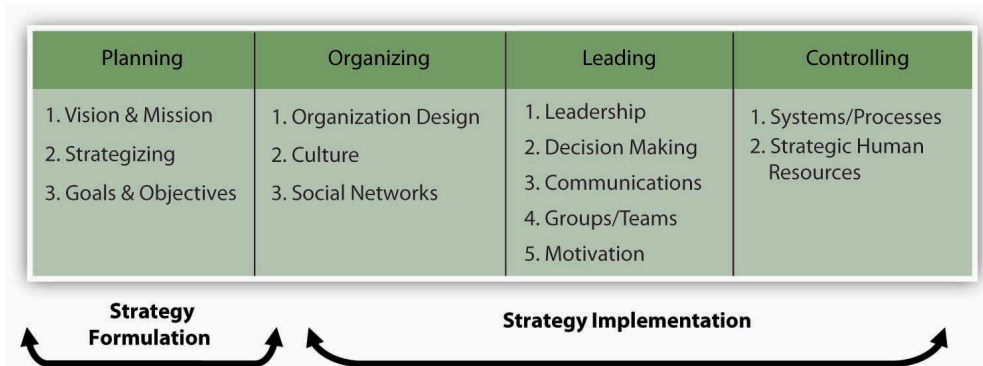 Planning
Organizing
Leading
Controlling
1. Vision & Mission
2. Strategizing
3. Goals & Objectives
1. Organization Design
2. Culture
3. Social Networks
1. Leadership
2. Decision Making
3. Communications
4. Groups/Teams
5. Motivation
1. Systems/Processes
2. Strategic Human
Resources
Strategy
Formulation
Strategy Implementation